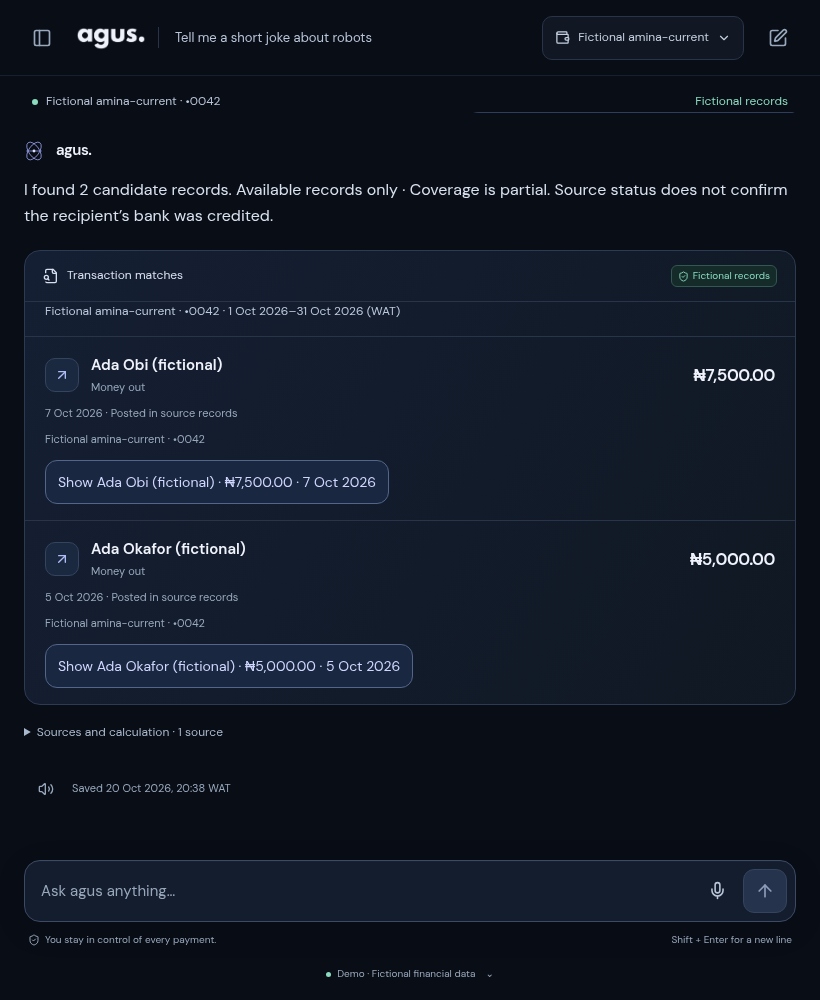 agus.
Tell me a short joke about robots
Fictional amina-current
Fictional amina-current · •0042
Fictional records
agus.
I found 2 candidate records. Available records only · Coverage is partial. Source status does not confirm
the recipient's bank was credited.
Transaction matches
Fictional records
Fictional amina-current · •0042 · 1 Oct 2026–31 Oct 2026 (WAT)
Ada Obi (fictional)
Money out
₦7,500.00
7 Oct 2026 · Posted in source records
Fictional amina-current · •0042
Show Ada Obi (fictional) · ₦7,500.00 · 7 Oct 2026
Ada Okafor (fictional)
Money out
₦5,000.00
5 Oct 2026 · Posted in source records
Fictional amina-current · •0042
Show Ada Okafor (fictional) · ₦5,000.00 · 5 Oct 2026
Sources and calculation · 1 source
Saved 20 Oct 2026, 20:38 WAT
Ask agus anything...
You stay in control of every payment.
Shift + Enter for a new line
Demo · Fictional financial data